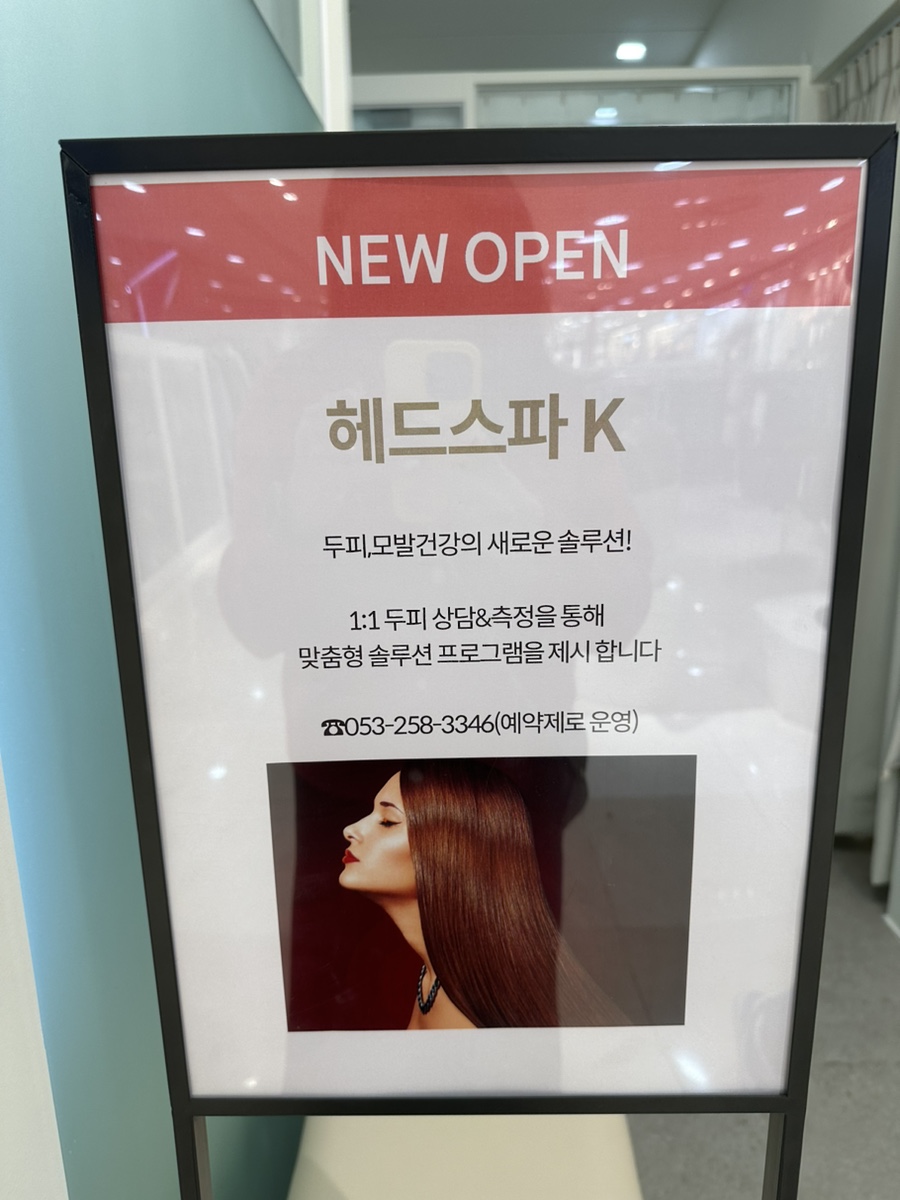 NEW OPEN
헤드스파 K
두피,모발건강의 새로운 솔루션!
1:1 두피 상담&측정을 통해
맞춤형 솔루션 프로그램을 제시 합니다
☎053-258-3346(예약제로 운영)